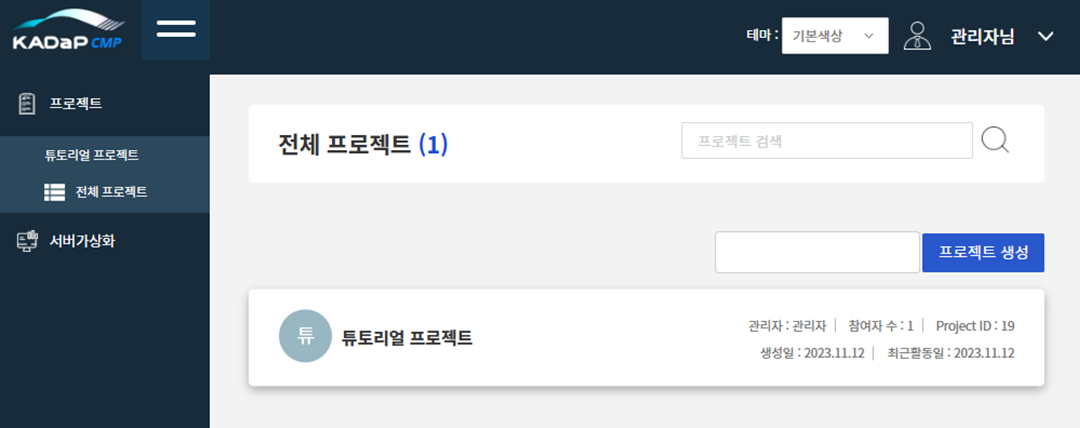 KADaP CMP
테마 : 기본색상 관리자님
프로젝트
튜토리얼 프로젝트
전체 프로젝트
서버가상화
전체 프로젝트 (1)
프로젝트 검색
프로젝트 생성
튜 튜토리얼 프로젝트
관리자 : 관리자 | 참여자 수 : 1 | Project ID : 19
생성일 : 2023.11.12 | 최근활동일 : 2023.11.12